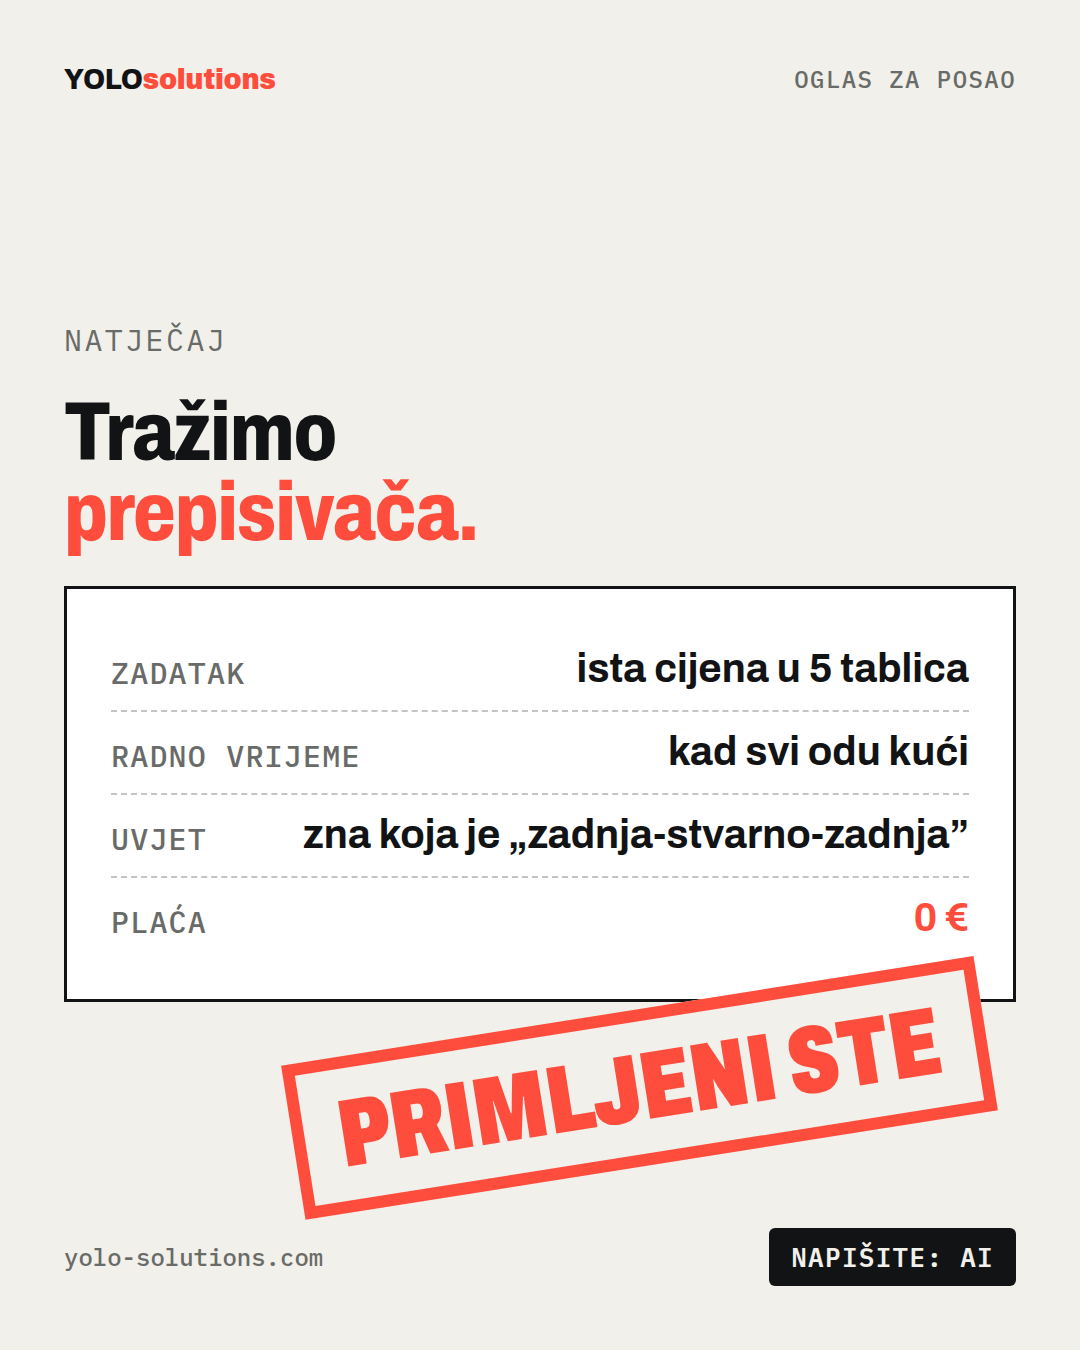 YOLOsolutions
OGLAS ZA POSAO
NATJEČAJ
Tražimo
prepisivača.
ZADATAK ista cijena u 5 tablica
RADNO VRIJEME kad svi odu kući
UVJET zna koja je „zadnja-stvarno-zadnja”
PLAĆA 0 €
PRIMLJENI STE
yolo-solutions.com
NAPIŠITE: AI